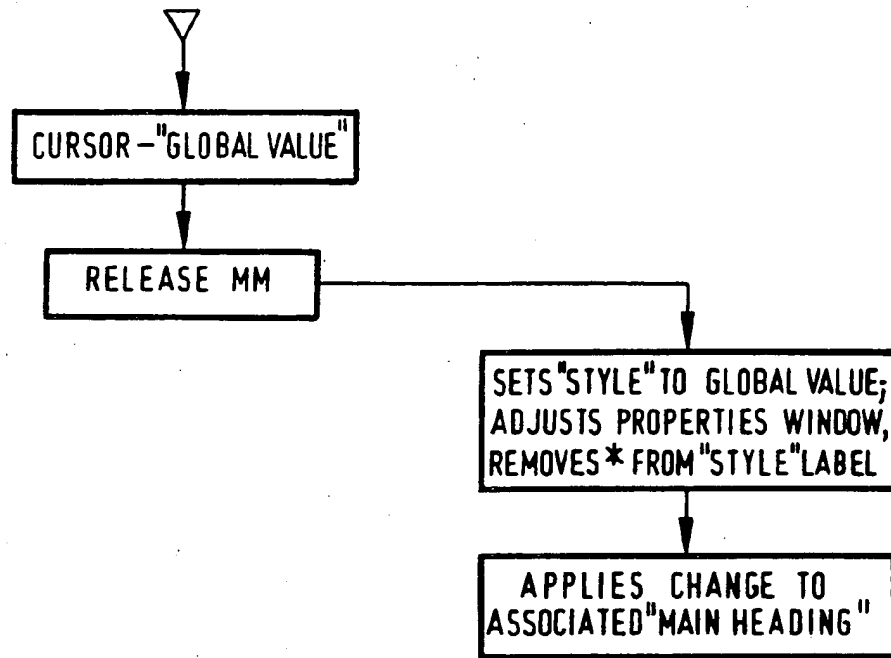 CURSOR-"GLOBAL VALUE"
RELEASE MM
SETS "STYLE" TO GLOBAL VALUE;
ADJUSTS PROPERTIES WINDOW,
REMOVES * FROM "STYLE" LABEL
APPLIES CHANGE TO
ASSOCIATED "MAIN HEADING"